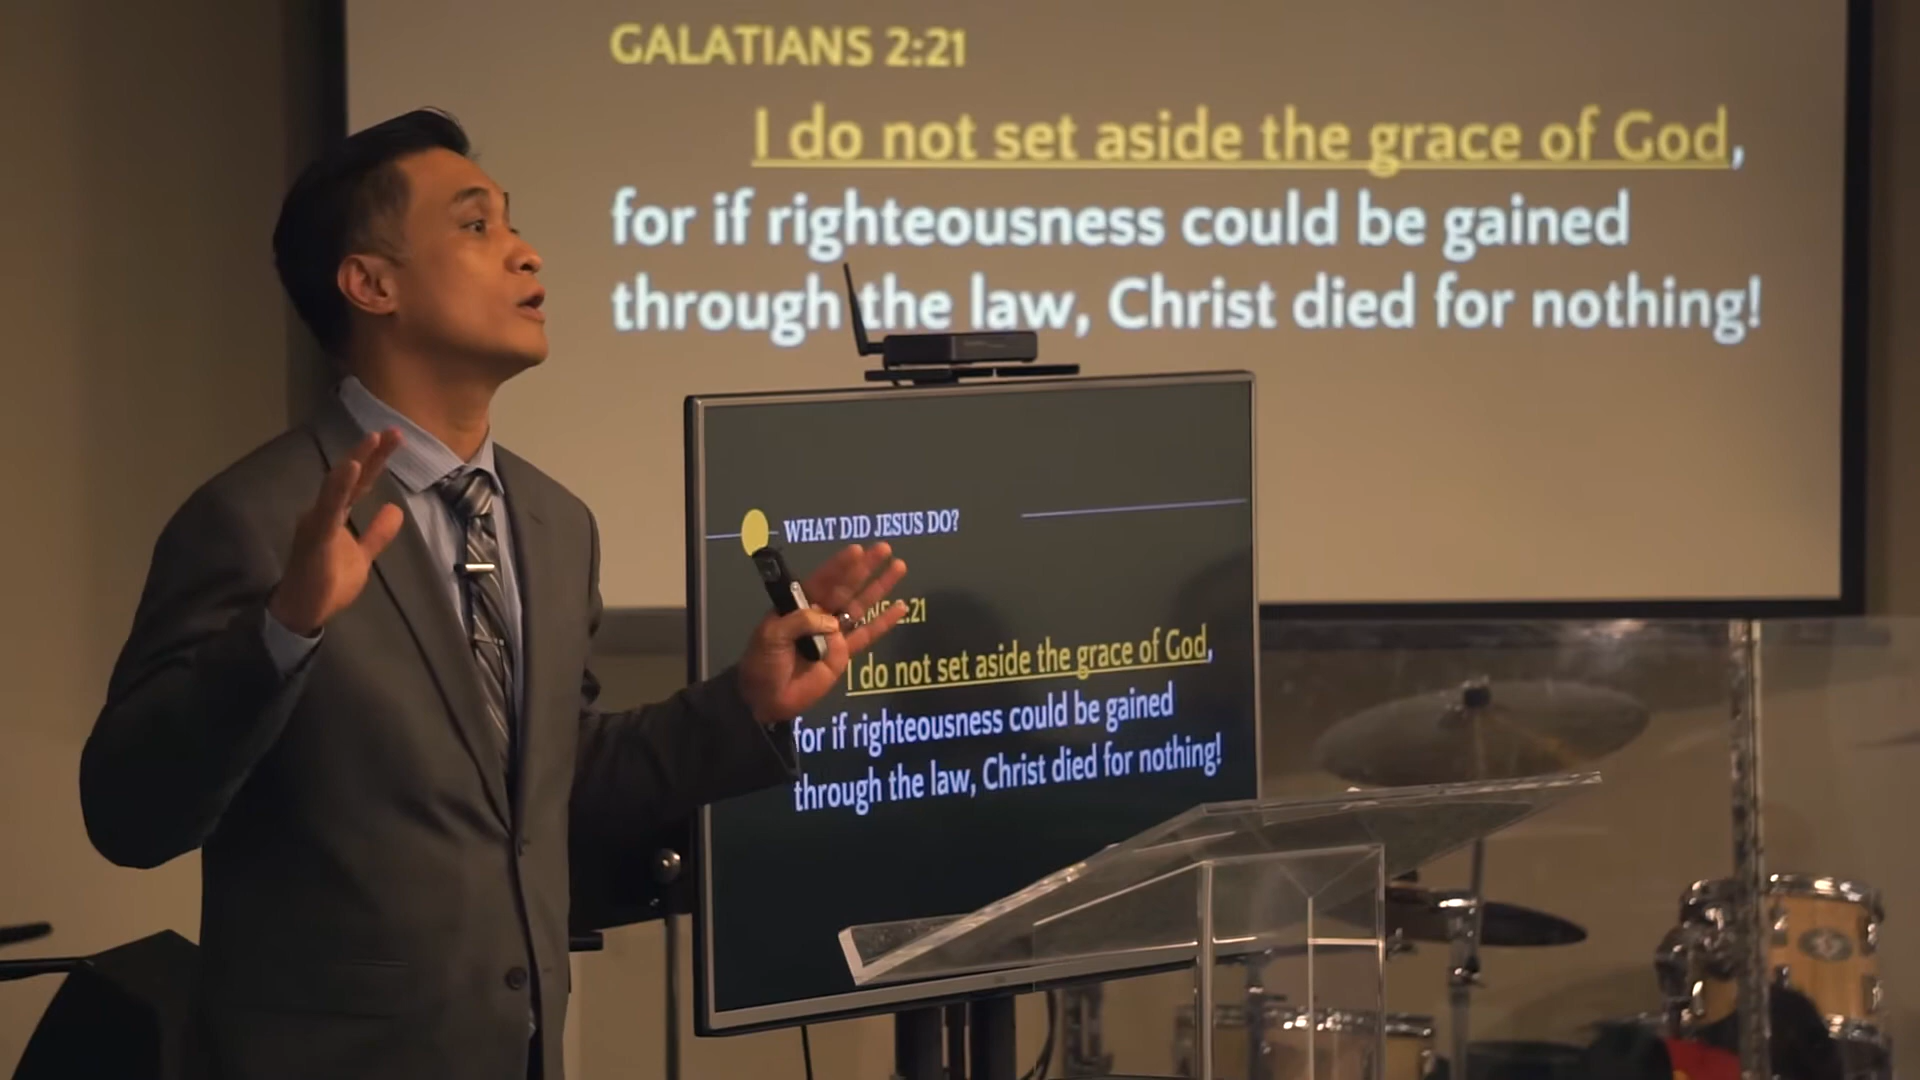 GALATIANS 2:21
I do not set aside the grace of God,
for if righteousness could be gained
through the law, Christ died for nothing!
WHAT DID JESUS DO?
2:21
I do not set aside the grace of God,
for if righteousness could be gained
through the law, Christ died for nothing!